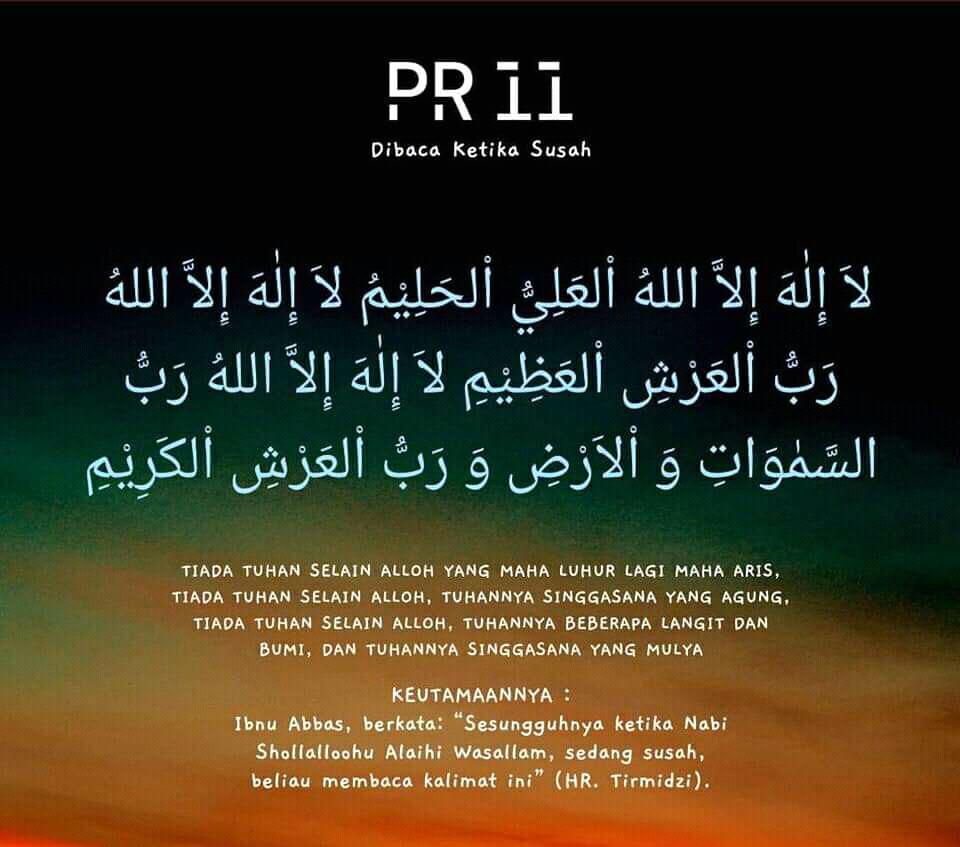 PR 11
Dibaca Ketika Susah
لاَ إِلٰهَ إِلاَّ اللهُ اْلعَلِيُّ اْلحَلِيْمُ لاَ إِلٰهَ إِلاَّ اللهُ
رَبُّ اْلعَرْشِ اْلعَظِيْمِ لاَ إِلٰهَ إِلاَّ اللهُ رَبُّ
السَّمٰوَاتِ وَ اْلاَرْضِ وَ رَبُّ اْلعَرْشِ اْلكَرِيْمِ
TIADA TUHAN SELAIN ALLOH YANG MAHA LUHUR LAGI MAHA ARIS,
TIADA TUHAN SELAIN ALLOH, TUHANNYA SINGGASANA YANG AGUNG,
TIADA TUHAN SELAIN ALLOH, TUHANNYA BEBERAPA LANGIT DAN
BUMI, DAN TUHANNYA SINGGASANA YANG MULYA
KEUTAMAANNYA :
Ibnu Abbas, berkata: “Sesungguhnya ketika Nabi
Shollalloohu Alaihi Wasallam, sedang susah,
beliau membaca kalimat ini” (HR. Tirmidzi).